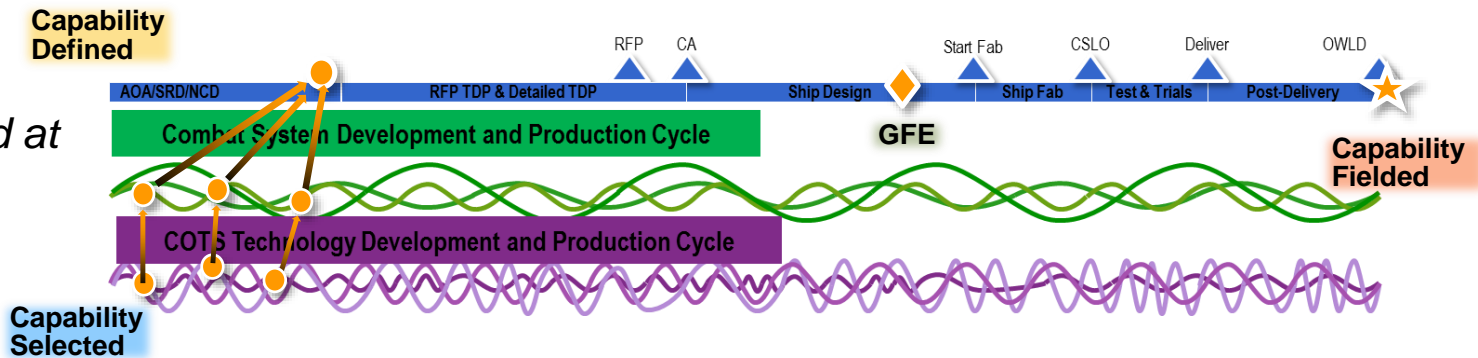 Capability
Defined
RFP CA Start Fab CSLO Deliver OWLD
AOA/SRD/NCD RFP TDP & Detailed TDP Ship Design Ship Fab Test & Trials Post-Delivery
d at
Combat System Development and Production Cycle
GFE
Capability
Fielded
COTS Technology Development and Production Cycle
Capability
Selected